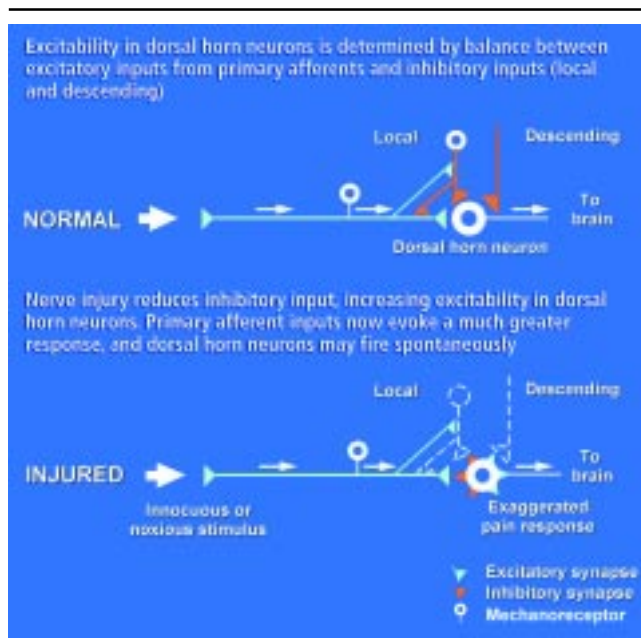 Excitability in dorsal horn neurons is determined by balance between
excitatory inputs from primary afferents and inhibitory inputs (local
and descending)
Local
Descending
NORMAL
To
brain
Dorsal horn neuron
Nerve injury reduces inhibitory input, increasing excitability in dorsal
horn neurons. Primary afferent inputs now evoke a much greater
response, and dorsal horn neurons may fire spontaneously
Local
Descending
INJURED
To
brain
Innocuous or
noxious stimulus
Exaggerated
pain response
Excitatory synapse
Inhibitory synapse
Mechanoreceptor